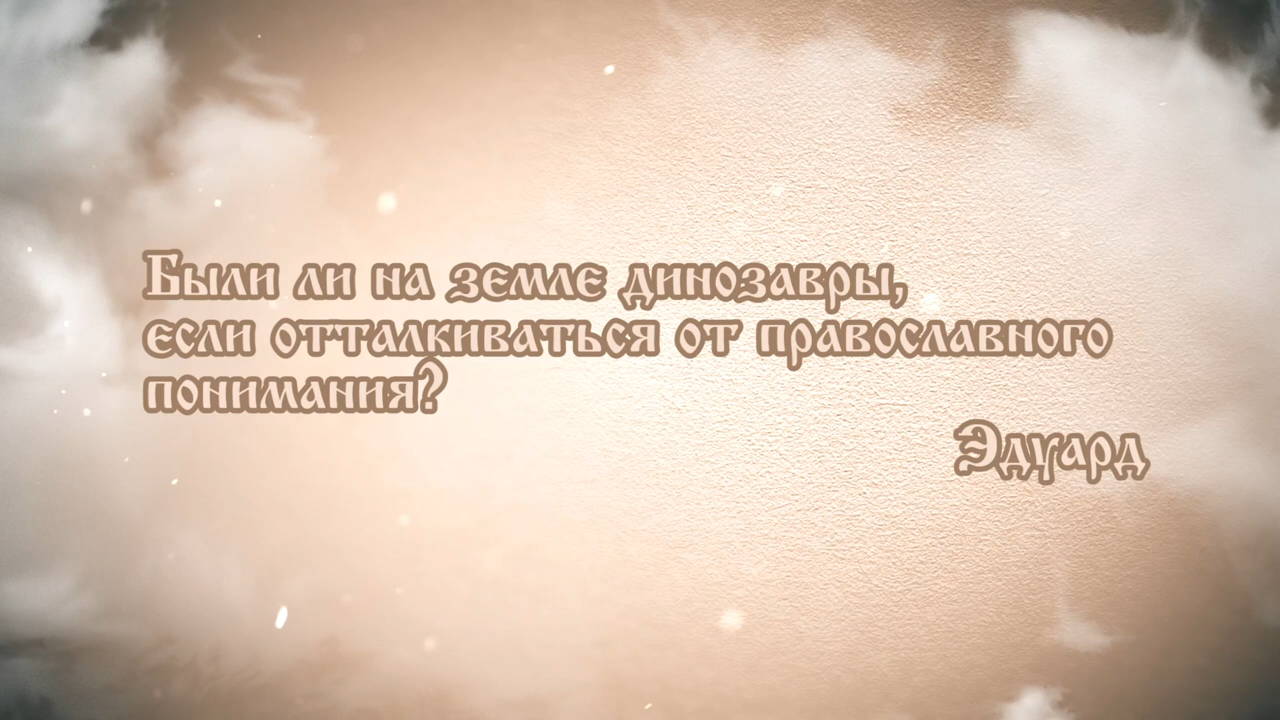 Были ли на земле динозавры,
если отталкиваться от православного
понимания?
Эдуард